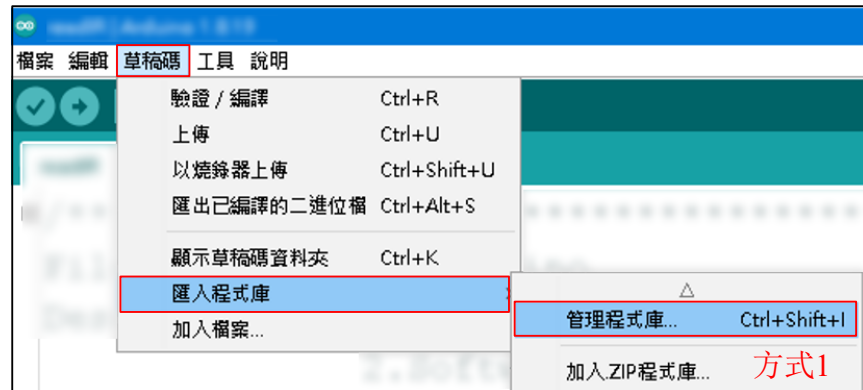 檔案 編輯 草稿碼 工具 說明
驗證 / 編譯 Ctrl+R
上傳 Ctrl+U
以燒錄器上傳 Ctrl+Shift+U
匯出已編譯的二進位檔 Ctrl+Alt+S
顯示草稿碼資料夾 Ctrl+K
匯入程式庫
管理程式庫... Ctrl+Shift+I
加入檔案...
加入.ZIP程式庫... 方式1